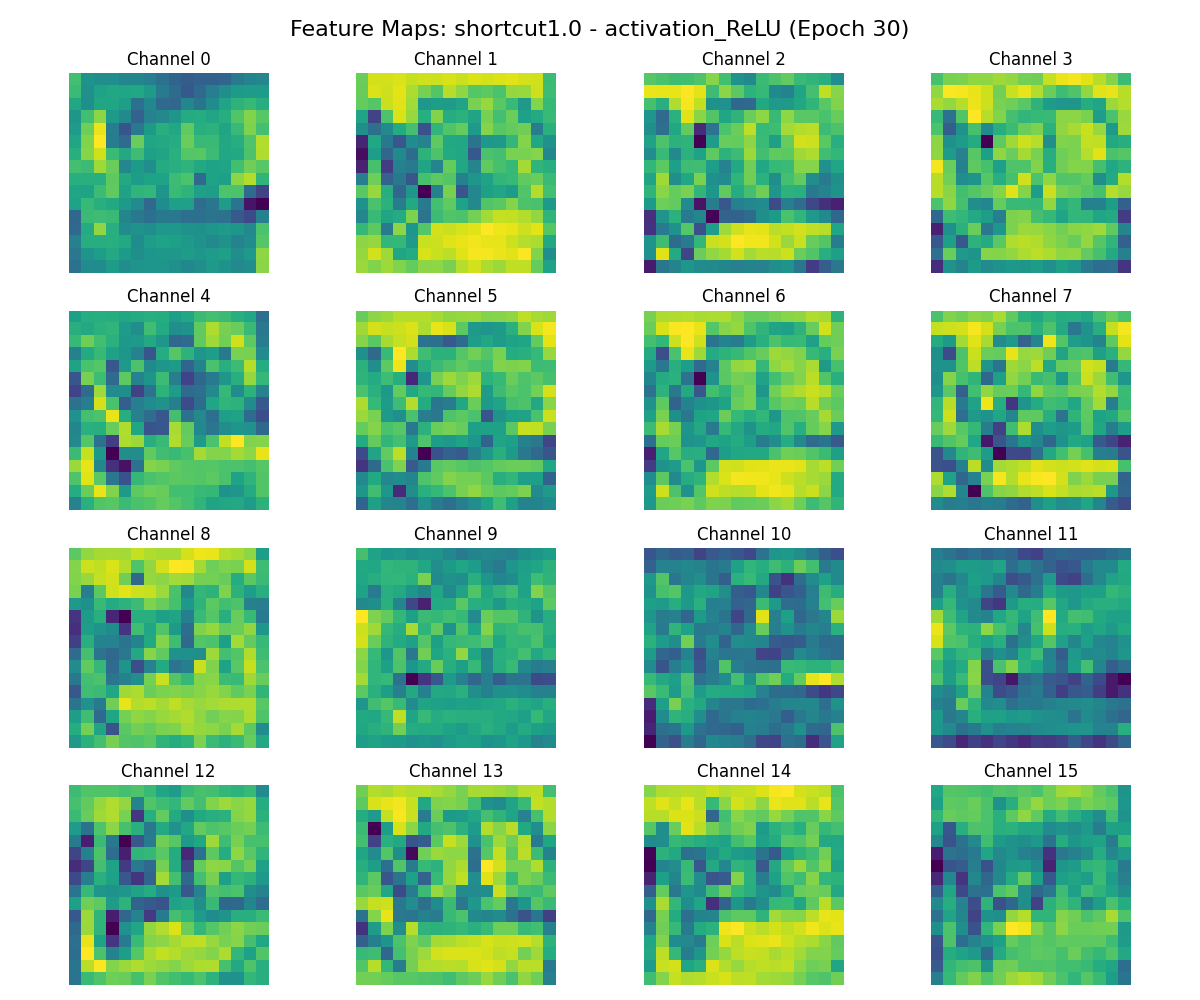 Feature Maps: shortcut1.0 - activation_ReLU (Epoch 30)
Channel 0
Channel 1
Channel 2
Channel 3
Channel 4
Channel 5
Channel 6
Channel 7
Channel 8
Channel 9
Channel 10
Channel 11
Channel 12
Channel 13
Channel 14
Channel 15